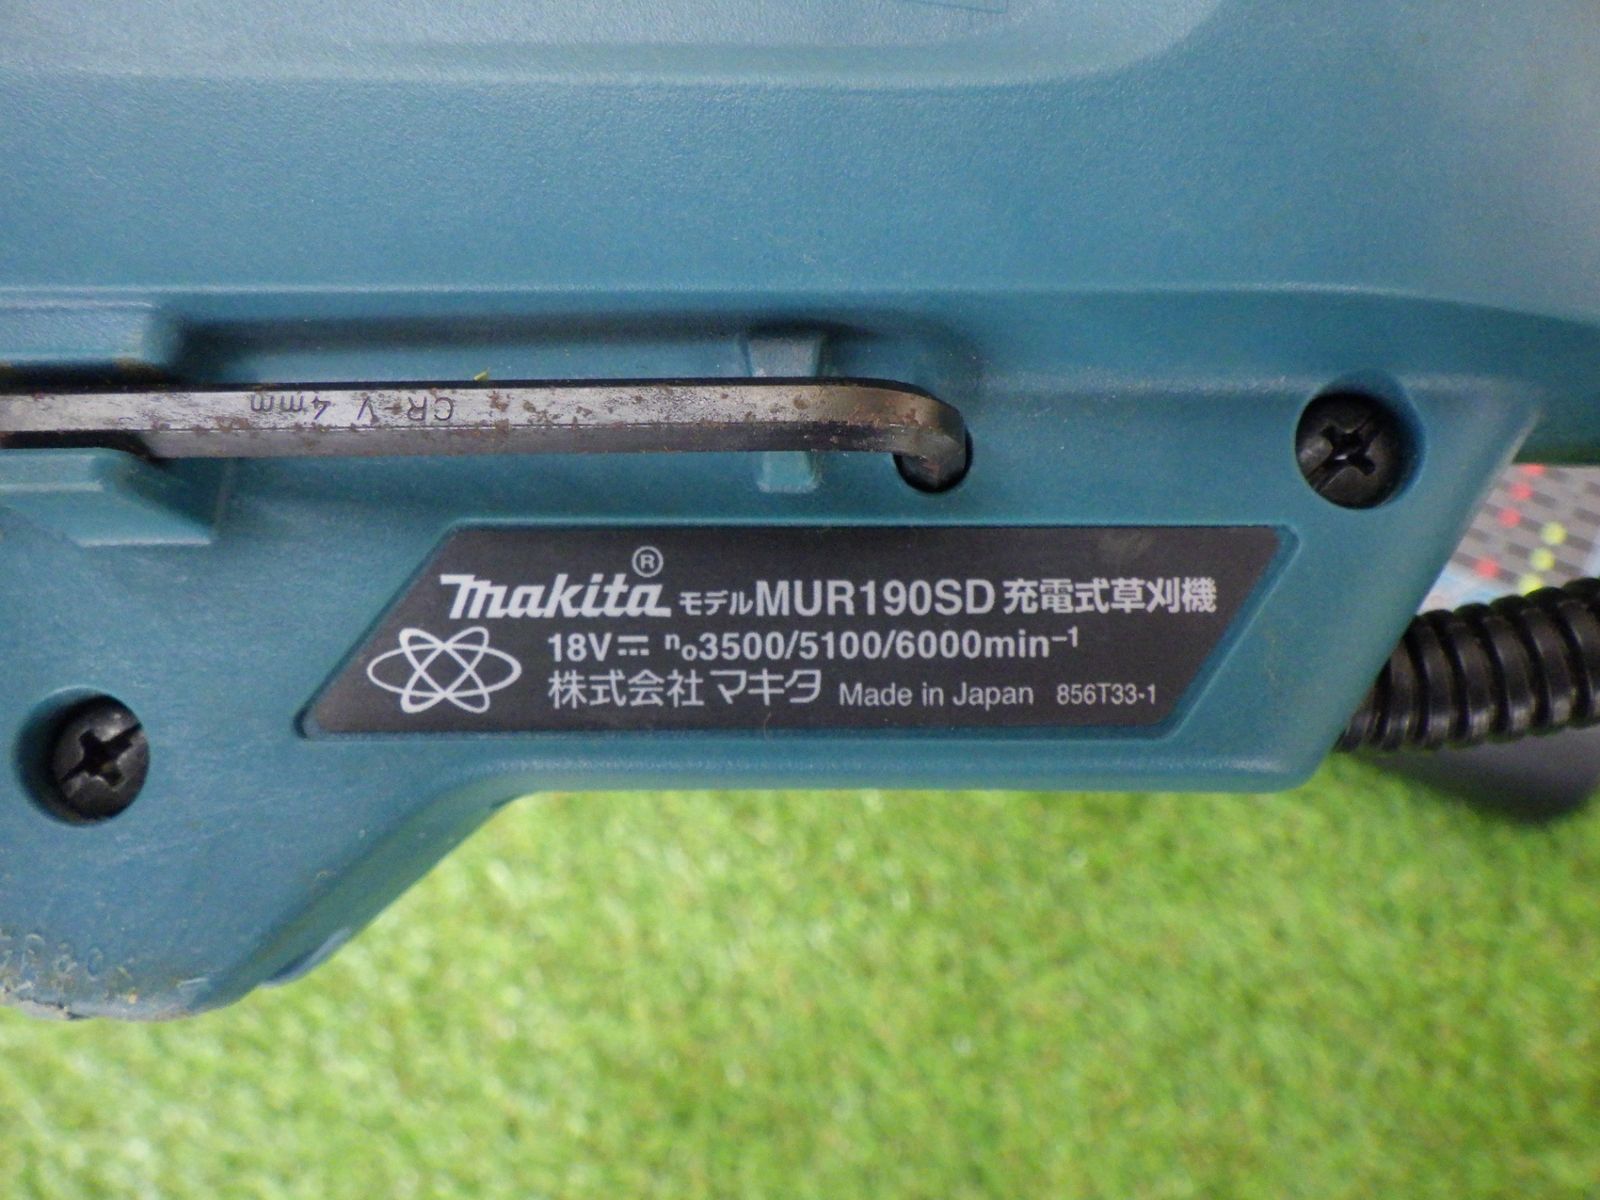 CR-V 4mm
makita® モデルMUR190SD 充電式草刈機
18V⎓ n₀3500/5100/6000min⁻¹
株式会社マキタ Made in Japan 856T33-1